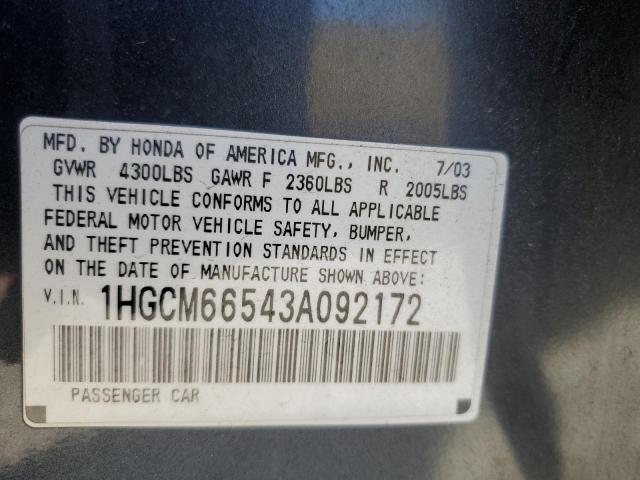 MFD. BY HONDA OF AMERICA MFG., INC. 7/03
GVWR 4300LBS GAWR F 2360LBS R 2005LBS
THIS VEHICLE CONFORMS TO ALL APPLICABLE
FEDERAL MOTOR VEHICLE SAFETY, BUMPER,
AND THEFT PREVENTION STANDARDS IN EFFECT
ON THE DATE OF MANUFACTURE SHOWN ABOVE:
V.I.N. 1HGCM66543A092172
PASSENGER CAR